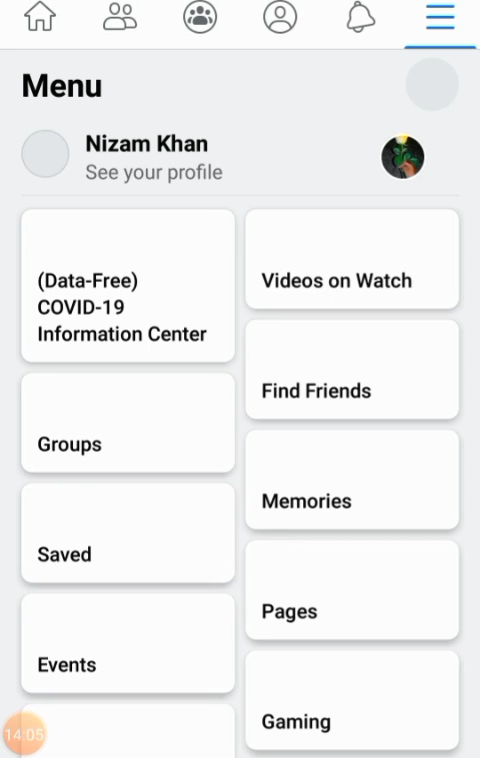 Menu
Nizam Khan
See your profile
(Data-Free)
COVID-19
Information Center
Videos on Watch
Find Friends
Groups
Memories
Saved
Pages
Events
Gaming
14:05